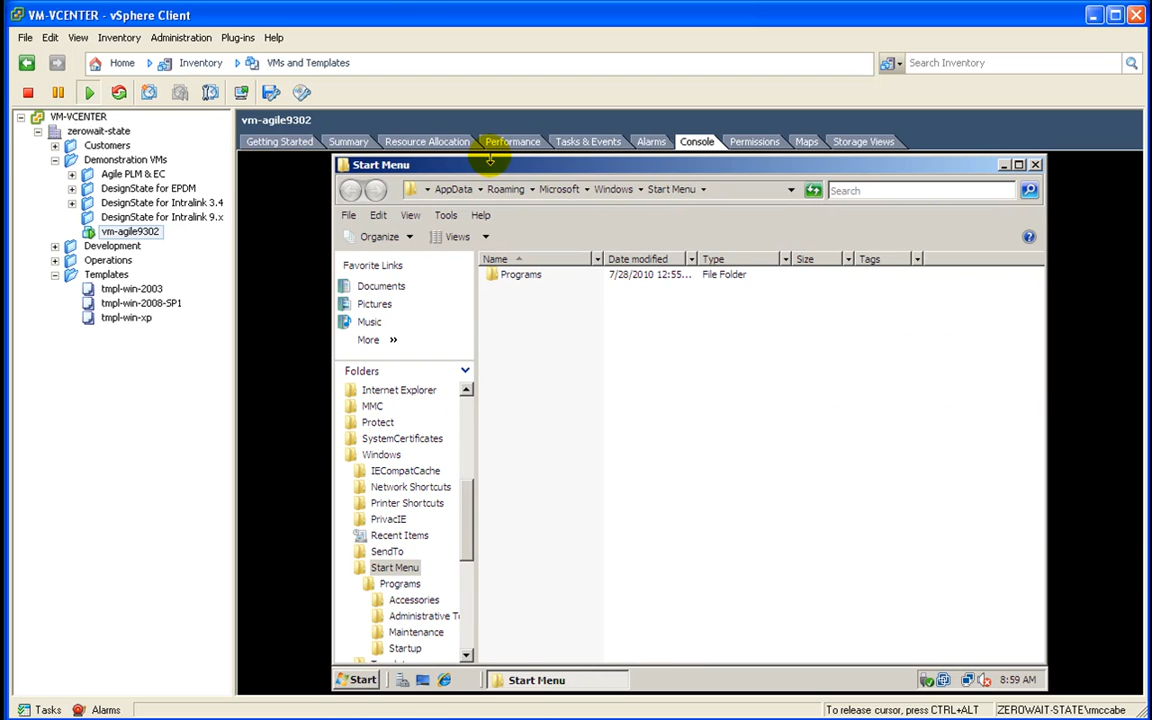 VM-VCENTER - vSphere Client
File Edit View Inventory Administration Plug-ins Help
Home Inventory VMs and Templates Search Inventory
VM-VCENTER
zerowait-state
Customers
Demonstration VMs
Agile PLM & EC
DesignState for EPDM
DesignState for Intralink 3.4
DesignState for Intralink 9.x
vm-agile9302
Development
Operations
Templates
tmpl-win-2003
tmpl-win-2008-SP1
tmpl-win-xp
vm-agile9302
Getting Started Summary Resource Allocation Performance Tasks & Events Alarms Console Permissions Maps Storage Views
Start Menu
AppData Roaming Microsoft Windows Start Menu Search
File Edit View Tools Help
Organize Views
Favorite Links
Documents
Pictures
Music
More »
Folders
Internet Explorer
MMC
Protect
SystemCertificates
Windows
IECompatCache
Network Shortcuts
Printer Shortcuts
PrivacIE
Recent Items
SendTo
Start Menu
Programs
Accessories
Administrative To
Maintenance
Startup
Name Date modified Type Size Tags
Programs 7/28/2010 12:55... File Folder
Start Start Menu 8:59 AM
Tasks Alarms To release cursor, press CTRL+ALT ZEROWAIT-STATE\mccabe